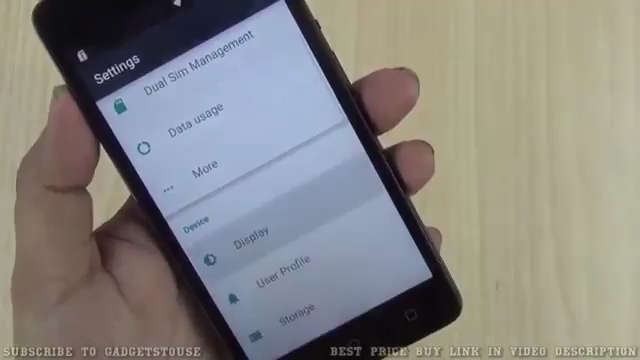 Settings
Dual Sim Management
Data usage
More
Device
Display
User Profile
Storage
SUBSCRIBE TO GADGETSTOUSE
BEST PRICE BUY LINK IN VIDEO DESCRIPTION